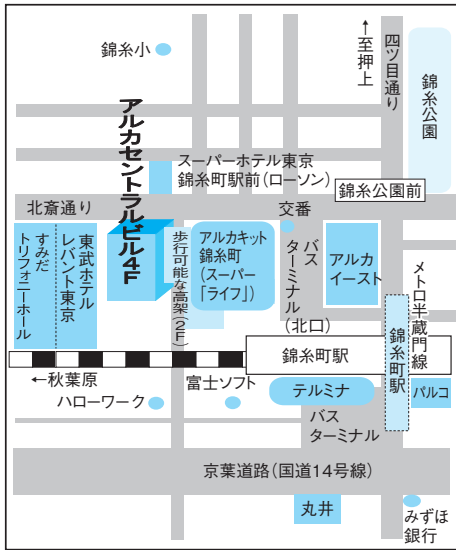 錦糸小
←至押上
四ツ目通り
錦糸公園
アルカセントラルビル4F
スーパーホテル東京
錦糸町駅前(ローソン)
錦糸公園前
北斎通り
交番
すみだ
トリフォニーホール
東武ホテル
レバント東京
歩行可能な高架(2F)
アルカキット
錦糸町
(スーパー
「ライフ」)
バス
ターミナル
(北口)
アルカ
イースト
メトロ半蔵門線
錦糸町駅
錦糸町駅
←秋葉原
ハローワーク
富士ソフト
テルミナ
パルコ
バス
ターミナル
京葉道路(国道14号線)
丸井
みずほ
銀行